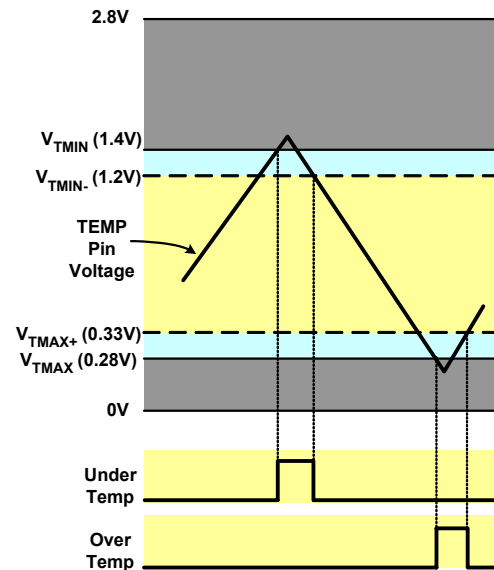 2.8V
VTMIN (1.4V)
VTMIN- (1.2V)
TEMP
Pin
Voltage
VTMAX+ (0.33V)
VTMAX (0.28V)
0V
Under
Temp
Over
Temp